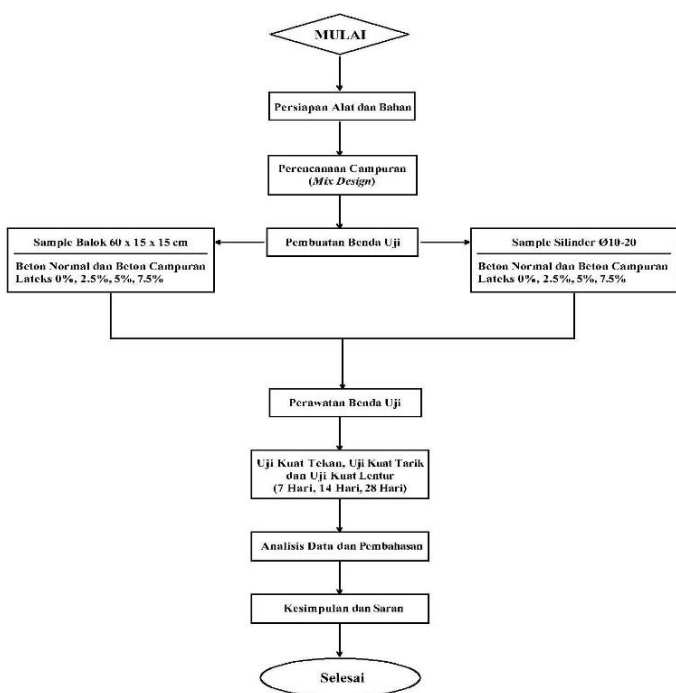 MULAI
Persiapan Alat dan Bahan
Perencanaan Campuran
(Mix Design)
Pembuatan Benda Uji
Sample Balok 60 x 15 x 15 cm
Beton Normal dan Beton Campuran
Lateks 0%, 2.5%, 5%, 7.5%
Sample Silinder Ø10-20
Beton Normal dan Beton Campuran
Lateks 0%, 2.5%, 5%, 7.5%
Perawatan Benda Uji
Uji Kuat Tekan, Uji Kuat Tarik
dan Uji Kuat Lentur
(7 Hari, 14 Hari, 28 Hari)
Analisis Data dan Pembahasan
Kesimpulan dan Saran
Selesai